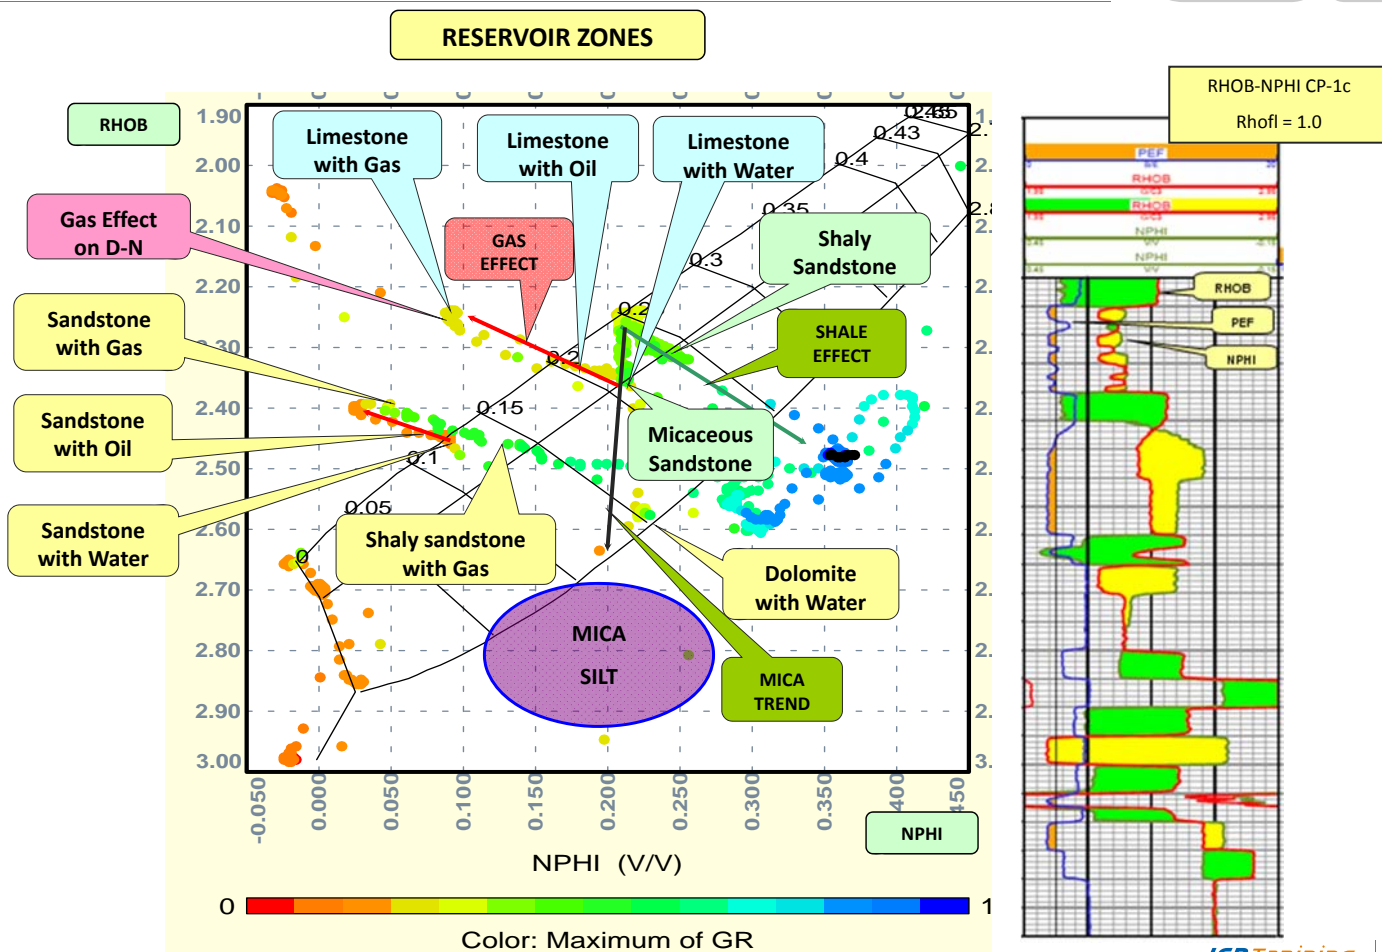 RESERVOIR ZONES
RHOB-NPHI CP-1c
Rhofl = 1.0
RHOB
1.90
2.00
2.10
2.20
2.30
2.40
2.50
2.60
2.70
2.80
2.90
3.00
Limestone
with Gas
Limestone
with Oil
Limestone
with Water
Gas Effect
on D-N
GAS
EFFECT
Shaly
Sandstone
SHALE
EFFECT
Sandstone
with Gas
Sandstone
with Oil
Sandstone
with Water
Micaceous
Sandstone
Shaly sandstone
with Gas
Dolomite
with Water
MICA
SILT
MICA
TREND
0
0.05
0.1
0.15
0.2
0.2
0.3
0.35
0.4
0.43
-0.050
0.000
0.050
0.100
0.150
0.200
0.250
0.300
0.350
.400
.450
NPHI
NPHI (V/V)
0
1
Color: Maximum of GR
PEF
RHOB
RHOB
NPHI
NPHI
RHOB
PEF
NPHI